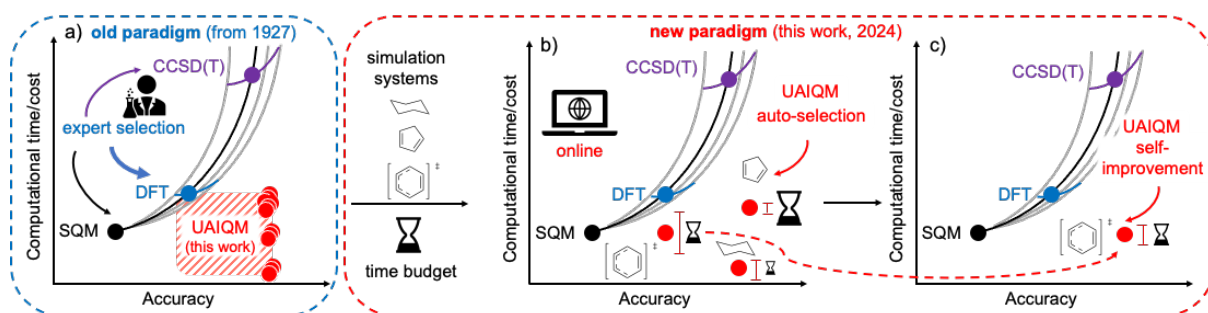 a)
old paradigm (from 1927)
Computational time/cost
CCSD(T)
expert selection
DFT
SQM
UAIQM
(this work)
Accuracy
simulation
systems
‡
time budget
new paradigm (this work, 2024)
b)
Computational time/cost
CCSD(T)
online
UAIQM
auto-selection
DFT
SQM
‡
Accuracy
c)
Computational time/cost
CCSD(T)
UAIQM
self-
improvement
DFT
SQM
‡
Accuracy